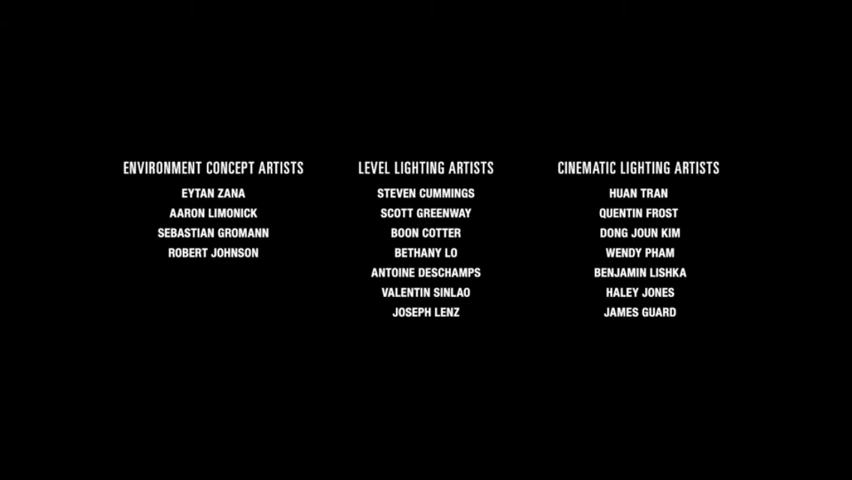 ENVIRONMENT CONCEPT ARTISTS
EYTAN ZANA
AARON LIMONICK
SEBASTIAN GROMANN
ROBERT JOHNSON
LEVEL LIGHTING ARTISTS
STEVEN CUMMINGS
SCOTT GREENWAY
BOON COTTER
BETHANY LO
ANTOINE DESCHAMPS
VALENTIN SINLAO
JOSEPH LENZ
CINEMATIC LIGHTING ARTISTS
HUAN TRAN
QUENTIN FROST
DONG JOUN KIM
WENDY PHAM
BENJAMIN LISHKA
HALEY JONES
JAMES GUARD